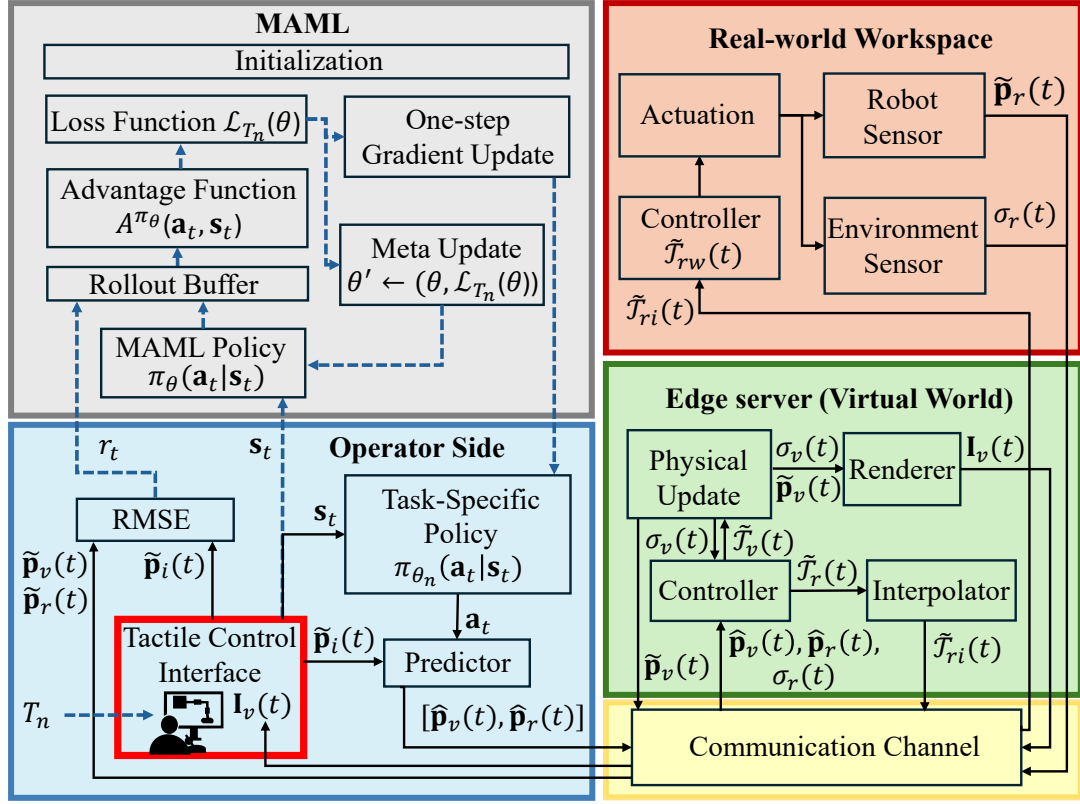 MAML
Initialization
Loss Function ℒ_{T_n}(θ)
One-step
Gradient Update
Advantage Function
A^{π_θ}(𝐚_t, 𝐬_t)
Meta Update
θ′ ← (θ, ℒ_{T_n}(θ))
Rollout Buffer
MAML Policy
π_θ(𝐚_t|𝐬_t)
Real-world Workspace
Actuation
Robot
Sensor
p̃_r(t)
Controller
𝒯̃_{rw}(t)
Environment
Sensor
σ_r(t)
𝒯̃_{ri}(t)
Operator Side
r_t
𝐬_t
RMSE
𝐬_t
Task-Specific
Policy
π_{θ_n}(𝐚_t|𝐬_t)
p̃_v(t)
p̃_r(t)
p̃_i(t)
𝐚_t
Tactile Control
Interface
p̃_i(t)
Predictor
T_n
𝐈_v(t)
[p̂_v(t), p̂_r(t)]
Edge server (Virtual World)
Physical
Update
σ_v(t)
p̃_v(t)
Renderer
𝐈_v(t)
σ_v(t)
𝒯̃_v(t)
Controller
𝒯̃_r(t)
Interpolator
p̃_v(t)
p̂_v(t), p̂_r(t),
σ_r(t)
𝒯̃_{ri}(t)
Communication Channel